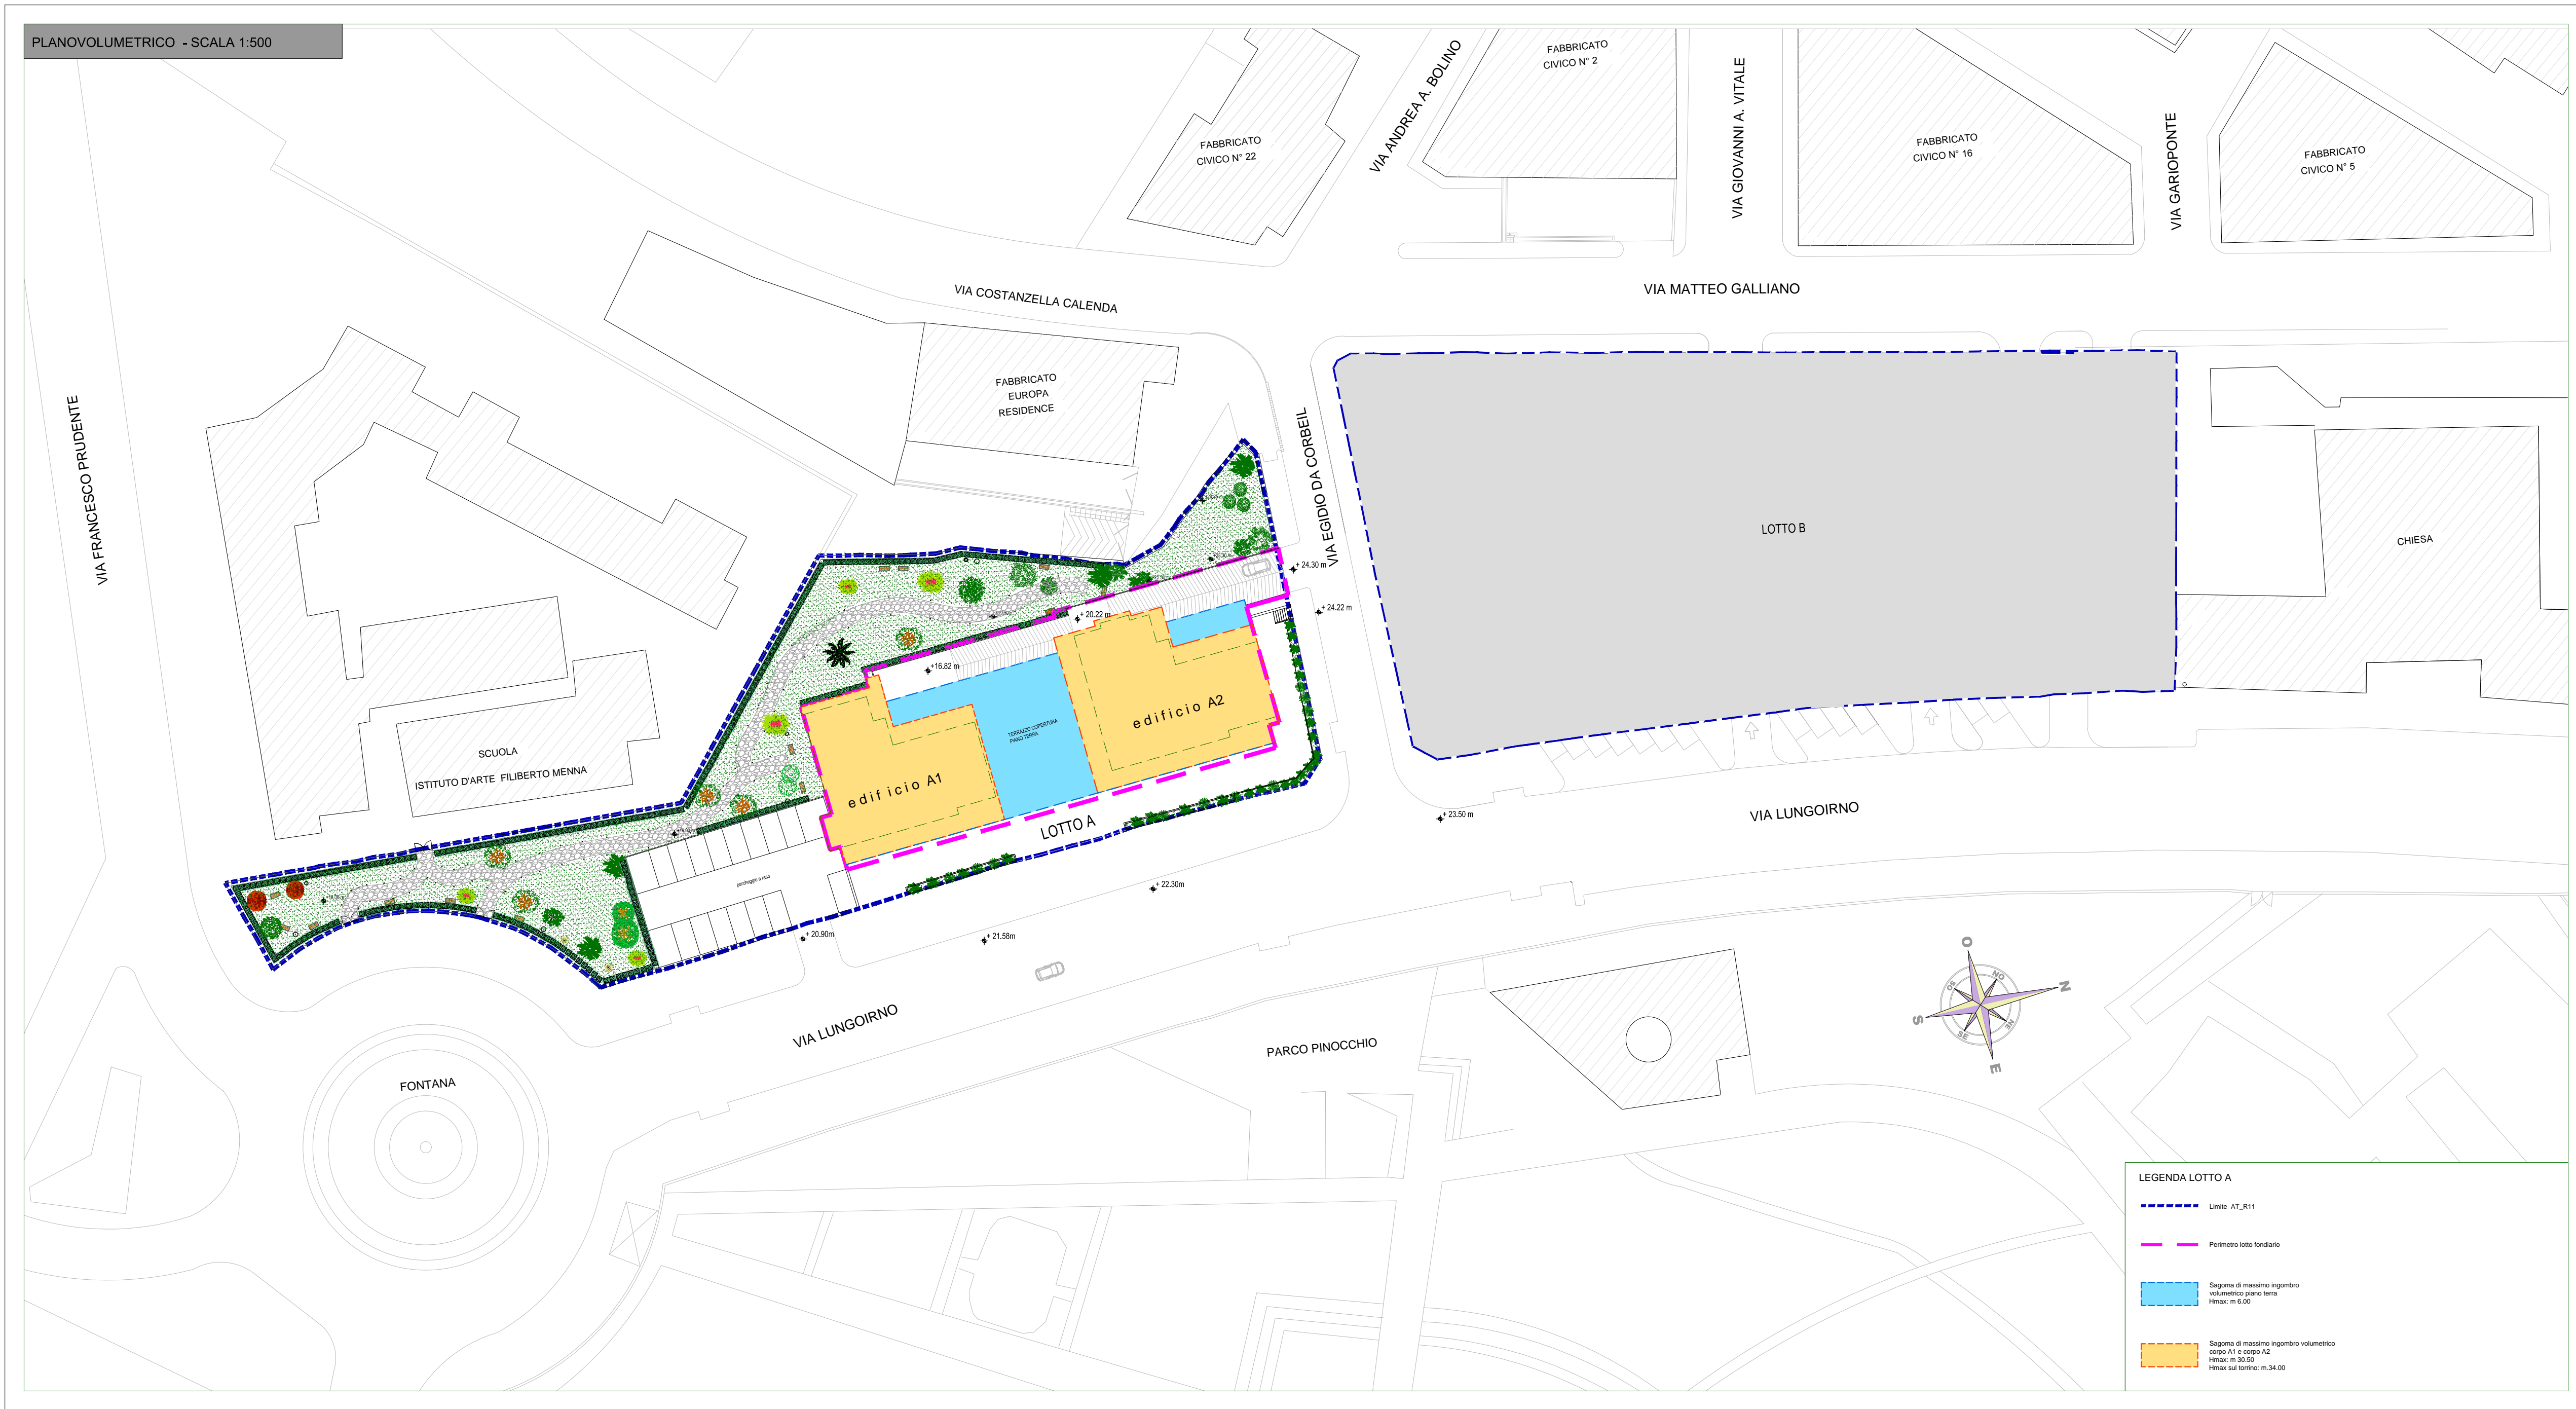 PLANOVOLUMETRICO - SCALA 1:500
VIA FRANCESCO PRUDENTE
VIA COSTANZELLA CALENDA
FABBRICATO
CIVICO N° 22
VIA ANDREA A. BOLINO
FABBRICATO
CIVICO N° 2
VIA GIOVANNI A. VITALE
FABBRICATO
CIVICO N° 16
VIA GARIOPONTE
FABBRICATO
CIVICO N° 5
VIA MATTEO GALLIANO
FABBRICATO
EUROPA
RESIDENCE
VIA EGIDIO DA CORBEIL
LOTTO B
CHIESA
+ 24.30 m
+ 24.22 m
+ 20.22 m
+16.82 m
SCUOLA
ISTITUTO D'ARTE FILIBERTO MENNA
TERRAZZO COPERTURA
PIANO TERRA
edificio A2
edificio A1
LOTTO A
parcheggio a raso
+ 23.50 m
+ 22.30m
+ 21.58m
+ 20.90m
VIA LUNGOIRNO
VIA LUNGOIRNO
PARCO PINOCCHIO
FONTANA
O
NO
N
NE
E
SE
S
SO
LEGENDA LOTTO A
Limite AT_R11
Perimetro lotto fondiario
Sagoma di massimo ingombro
volumetrico piano terra
Hmax: m 6.00
Sagoma di massimo ingombro volumetrico
corpo A1 e corpo A2
Hmax: m 30.50
Hmax sul torrino: m.34.00